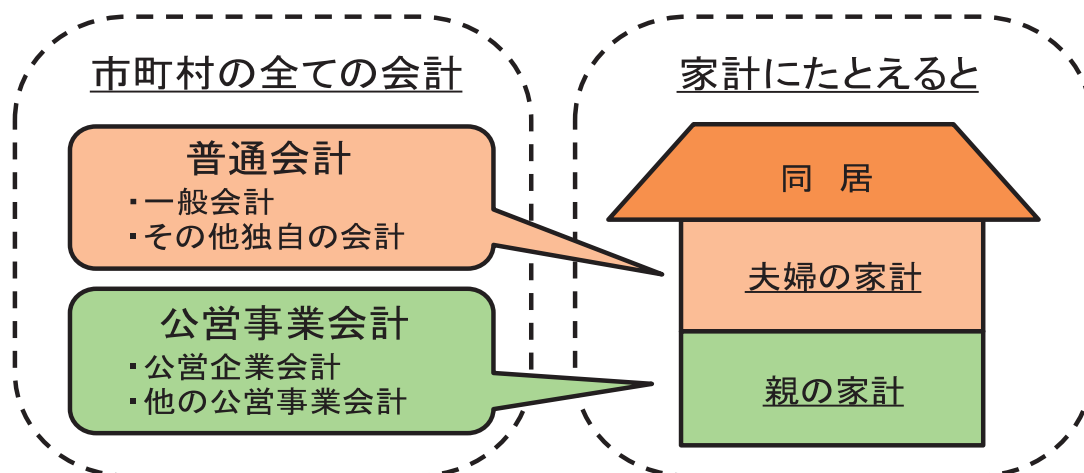 市町村の全ての会計
普通会計
・一般会計
・その他独自の会計
公営事業会計
・公営企業会計
・他の公営事業会計
家計にたとえると
同 居
夫婦の家計
親の家計